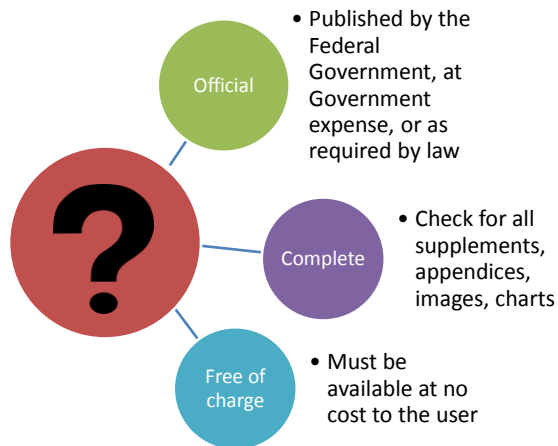 Official
• Published by the
Federal
Government, at
Government
expense, or as
required by law
?
Complete
• Check for all
supplements,
appendices,
images, charts
Free of
charge
• Must be
available at no
cost to the user